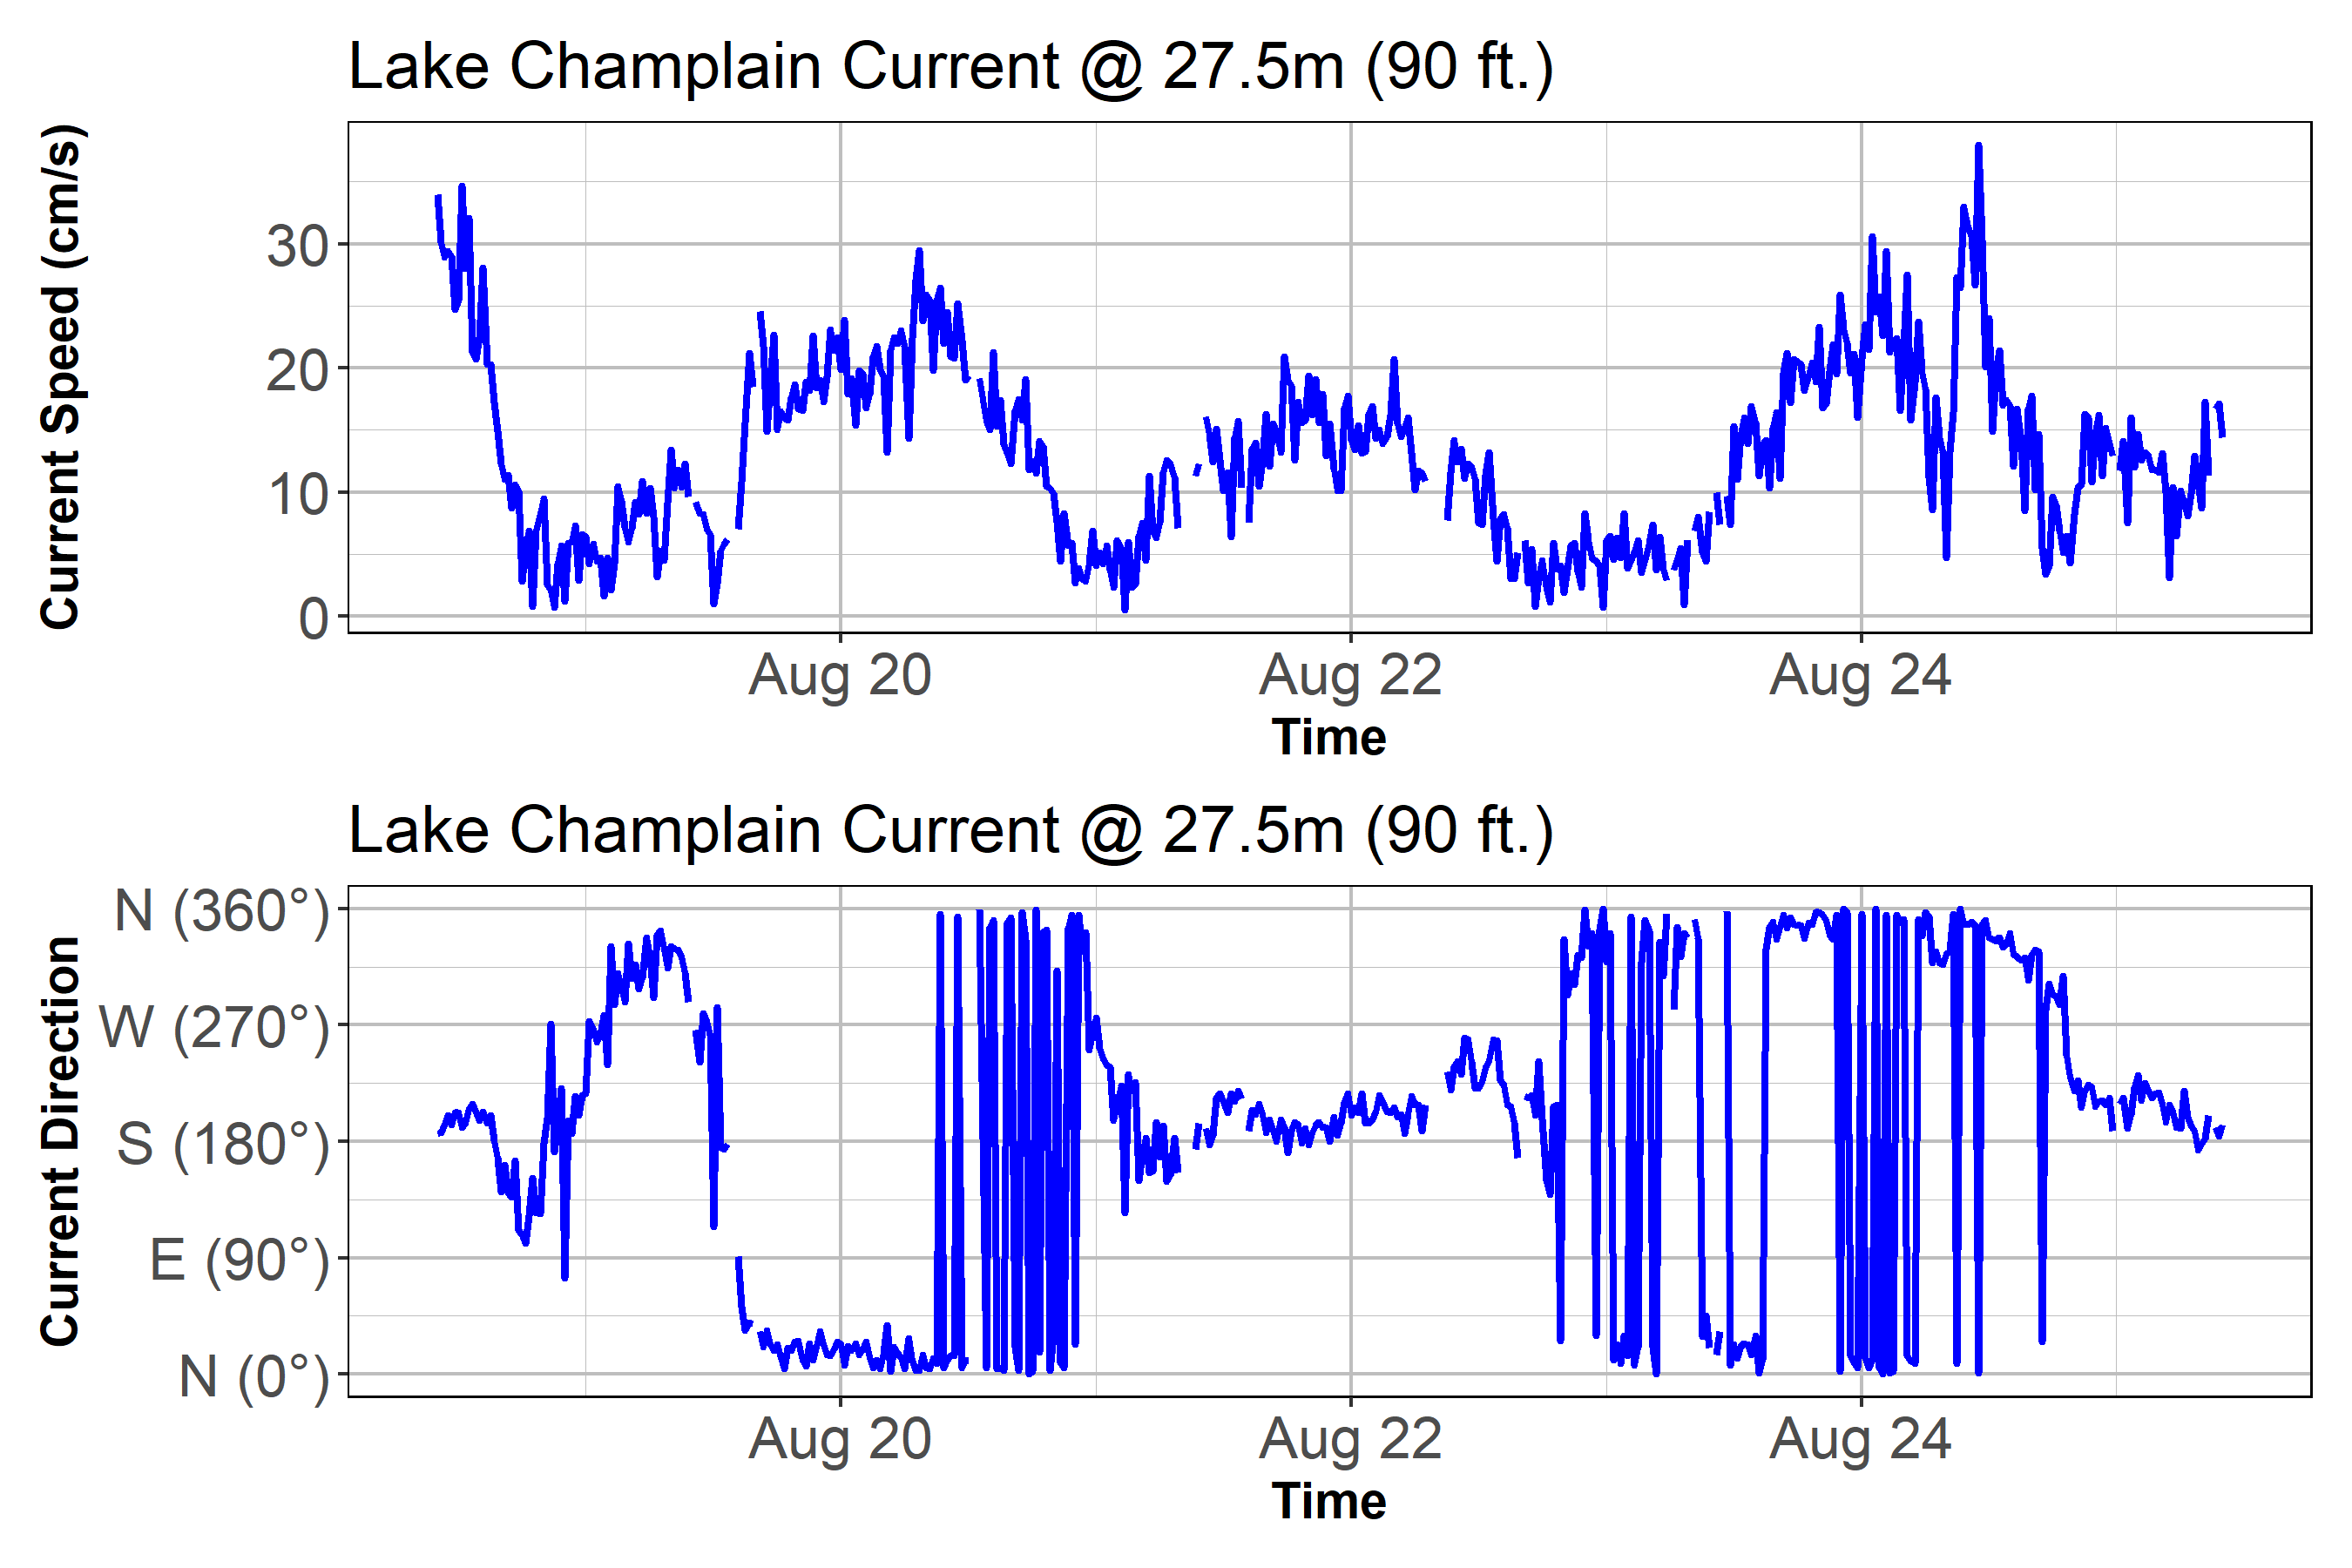 Lake Champlain Current @ 27.5m (90 ft.)
Current Speed (cm/s)
30
20
10
0
Aug 20 Aug 22 Aug 24
Time
Lake Champlain Current @ 27.5m (90 ft.)
Current Direction
N (360°)
W (270°)
S (180°)
E (90°)
N (0°)
Aug 20 Aug 22 Aug 24
Time